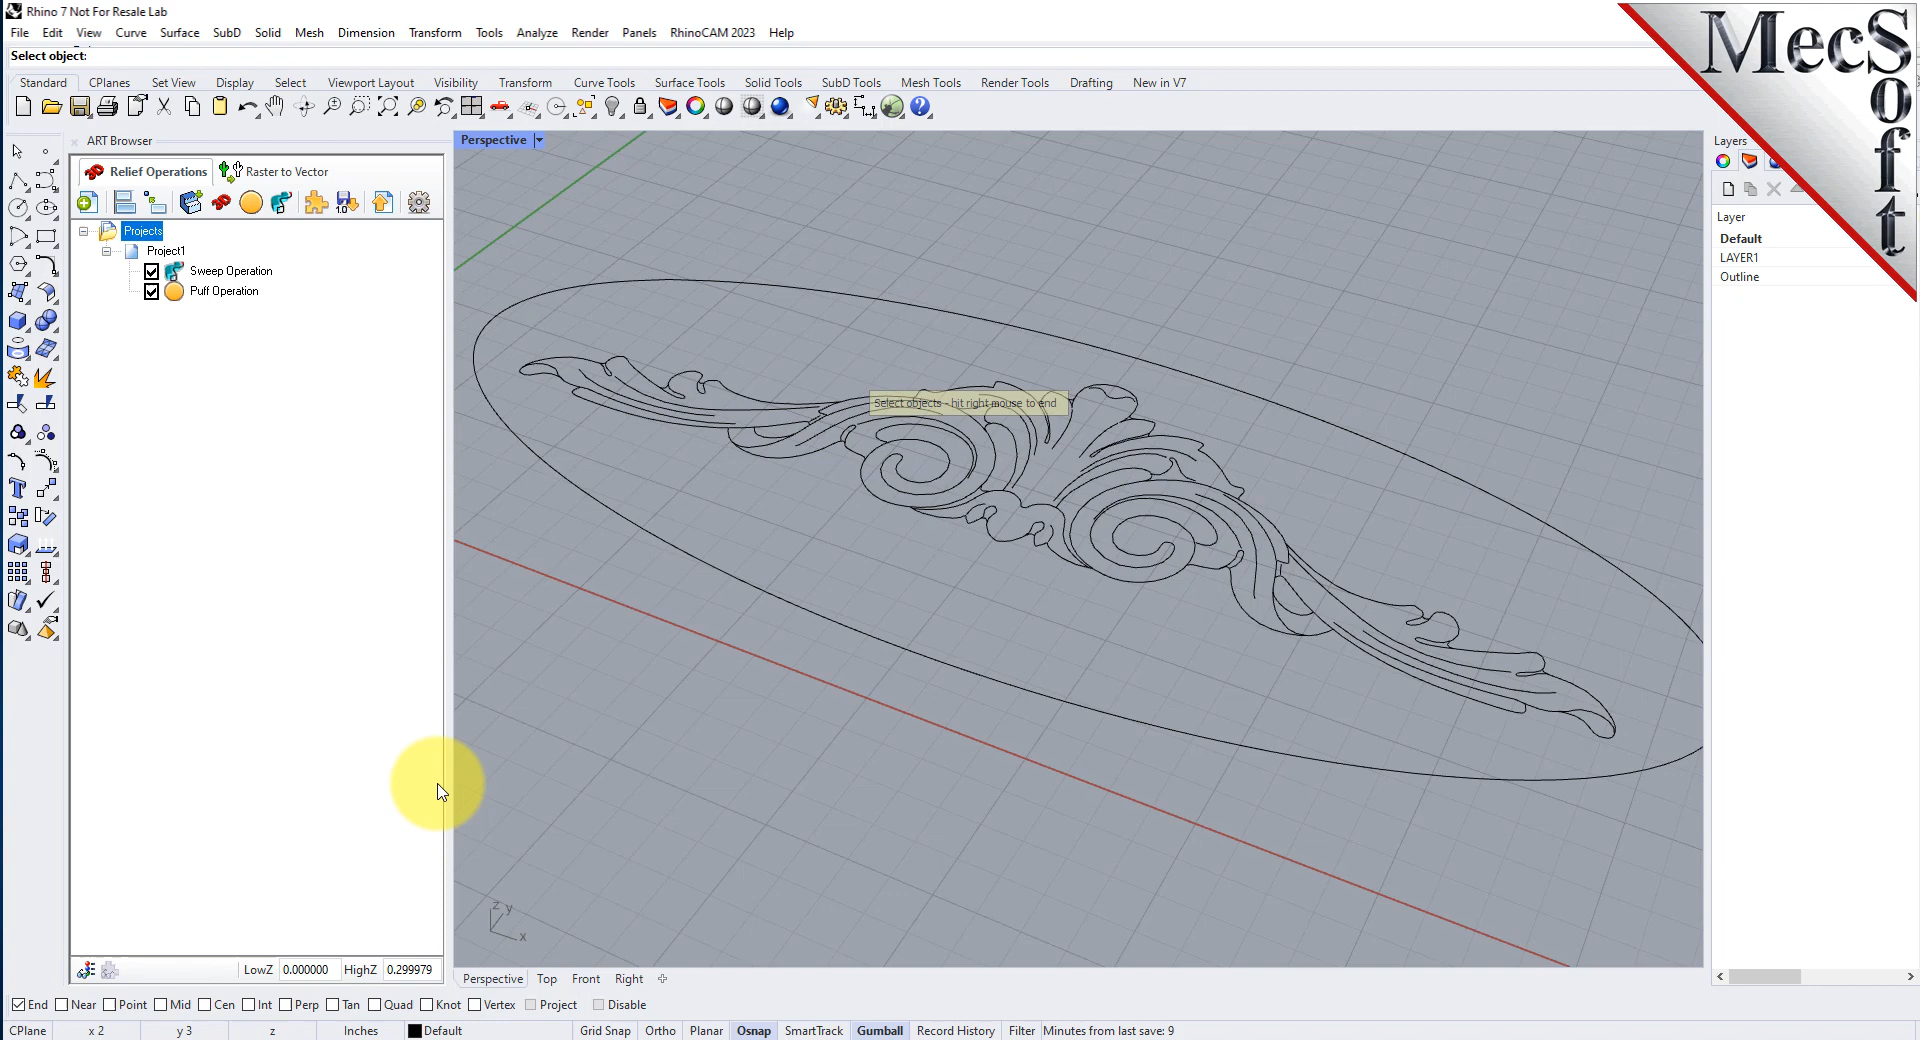 Rhino 7 Not For Resale Lab
File Edit View Curve Surface SubD Solid Mesh Dimension Transform Tools Analyze Render Panels RhinoCAM 2023 Help
Select object:
Standard CPlanes Set View Display Select Viewport Layout Visibility Transform Curve Tools Surface Tools Solid Tools SubD Tools Mesh Tools Render Tools Drafting New in V7
MecSoft
ART Browser
Relief Operations Raster to Vector
1.0
Projects
Project1
Sweep Operation
Puff Operation
LowZ 0.000000 HighZ 0.299979
Perspective
Select objects - hit right mouse to end
z y
x
Perspective Top Front Right
Layers
Layer
Default
LAYER1
Outline
End Near Point Mid Cen Int Perp Tan Quad Knot Vertex Project Disable
CPlane x 2 y 3 z Inches Default Grid Snap Ortho Planar Osnap SmartTrack Gumball Record History Filter Minutes from last save: 9